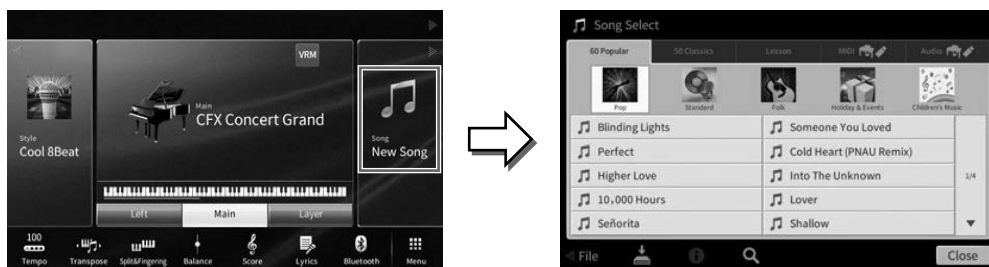 VRM
Main
CFX Concert Grand
Style
Cool 8Beat
Song
New Song
Left Main Layer
100
Tempo Transpose Split&Fingering Balance Score Lyrics Bluetooth Menu
Song Select
60 Popular 50 Classics Lesson MIDI Audio
Pop Standard Folk Holiday & Events Children's Music
Blinding Lights Someone You Loved
Perfect Cold Heart (PNAU Remix)
Higher Love Into The Unknown 1/4
10,000 Hours Lover
Señorita Shallow
File Close